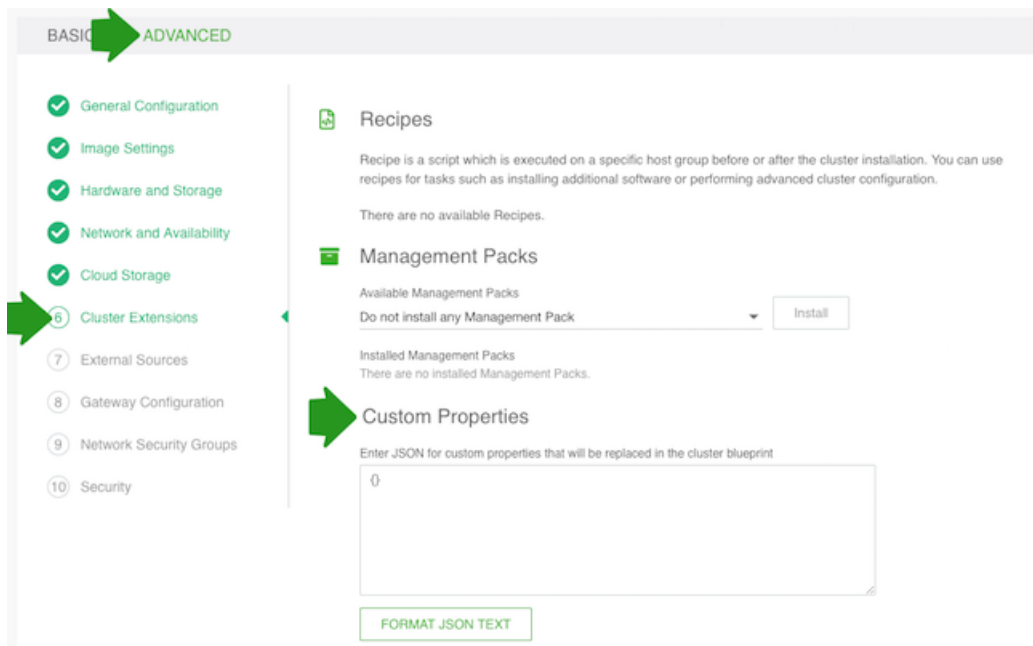 BASIC
ADVANCED
General Configuration
Image Settings
Hardware and Storage
Network and Availability
Cloud Storage
6 Cluster Extensions
7 External Sources
8 Gateway Configuration
9 Network Security Groups
10 Security
Recipes
Recipe is a script which is executed on a specific host group before or after the cluster installation. You can use
recipes for tasks such as installing additional software or performing advanced cluster configuration.
There are no available Recipes.
Management Packs
Available Management Packs
Do not install any Management Pack
Install
Installed Management Packs
There are no installed Management Packs.
Custom Properties
Enter JSON for custom properties that will be replaced in the cluster blueprint
{}
FORMAT JSON TEXT